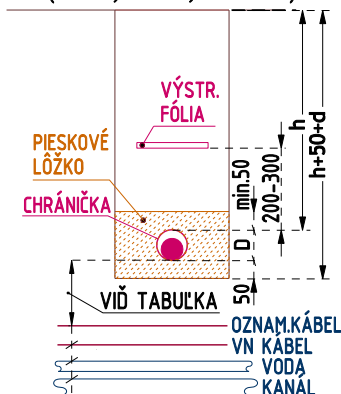 VÝSTR.
FÓLIA
PIESKOVÉ
LÔŽKO
CHRÁNIČKA
min.50
200-300
h
h+50+d
D
50
VIĎ TABUĽKA
OZNAM.KÁBEL
VN KÁBEL
VODA
KANÁL